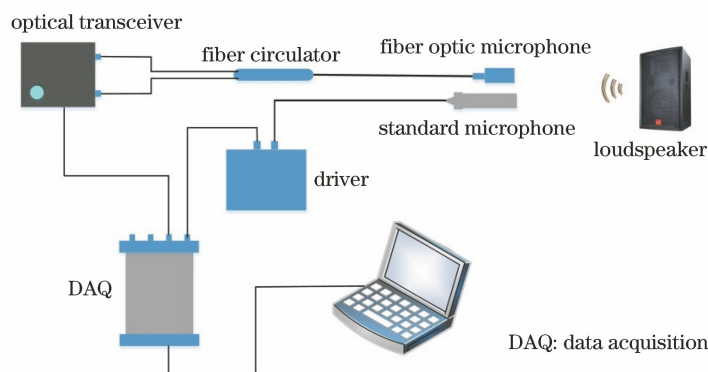 optical transceiver
fiber circulator
fiber optic microphone
standard microphone
loudspeaker
driver
DAQ
DAQ: data acquisition